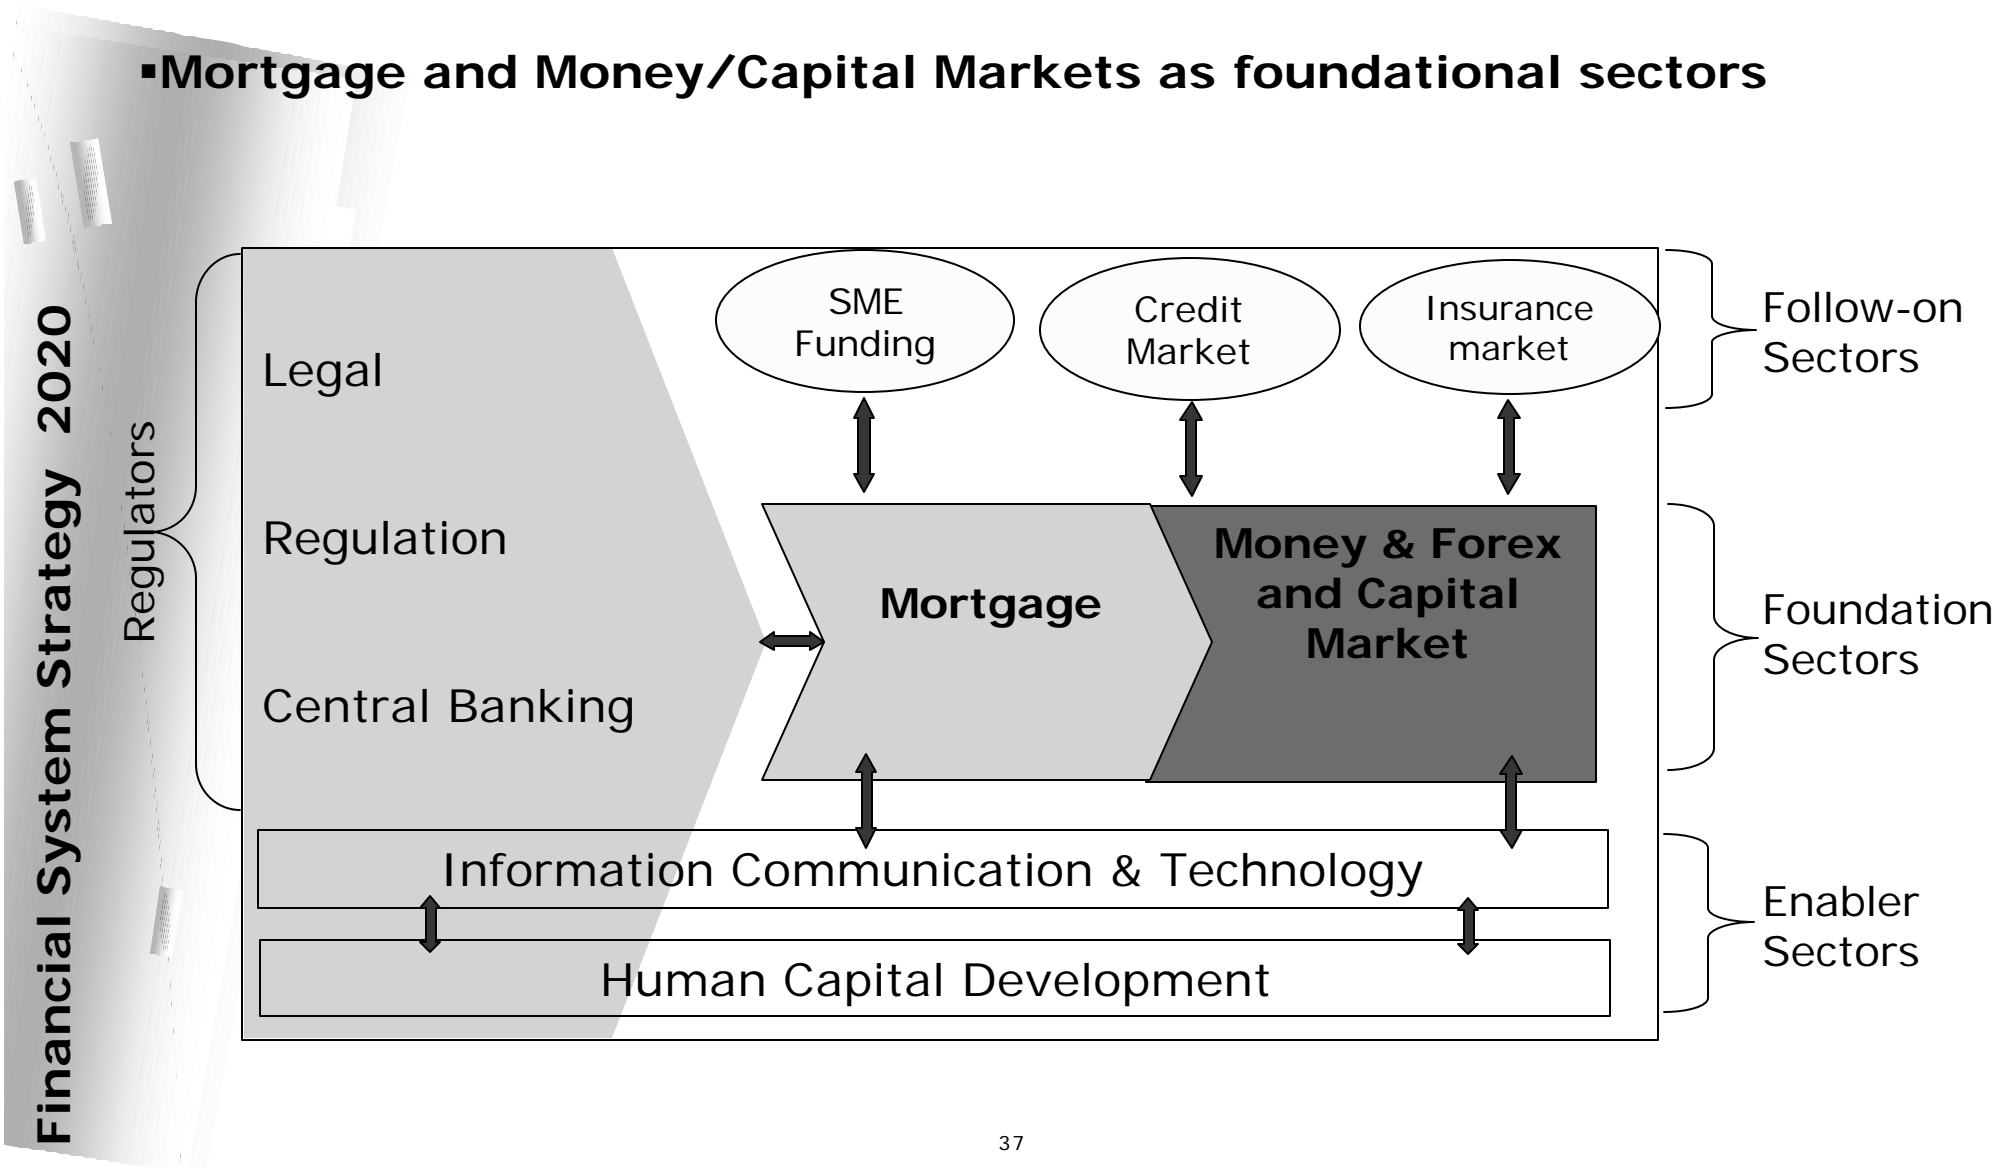 ▪Mortgage and Money/Capital Markets as foundational sectors
Financial System Strategy 2020
Regulators
Legal
Regulation
Central Banking
SME
Funding
Credit
Market
Insurance
market
Follow-on
Sectors
Mortgage
Money & Forex
and Capital
Market
Foundation
Sectors
Information Communication & Technology
Human Capital Development
Enabler
Sectors
37